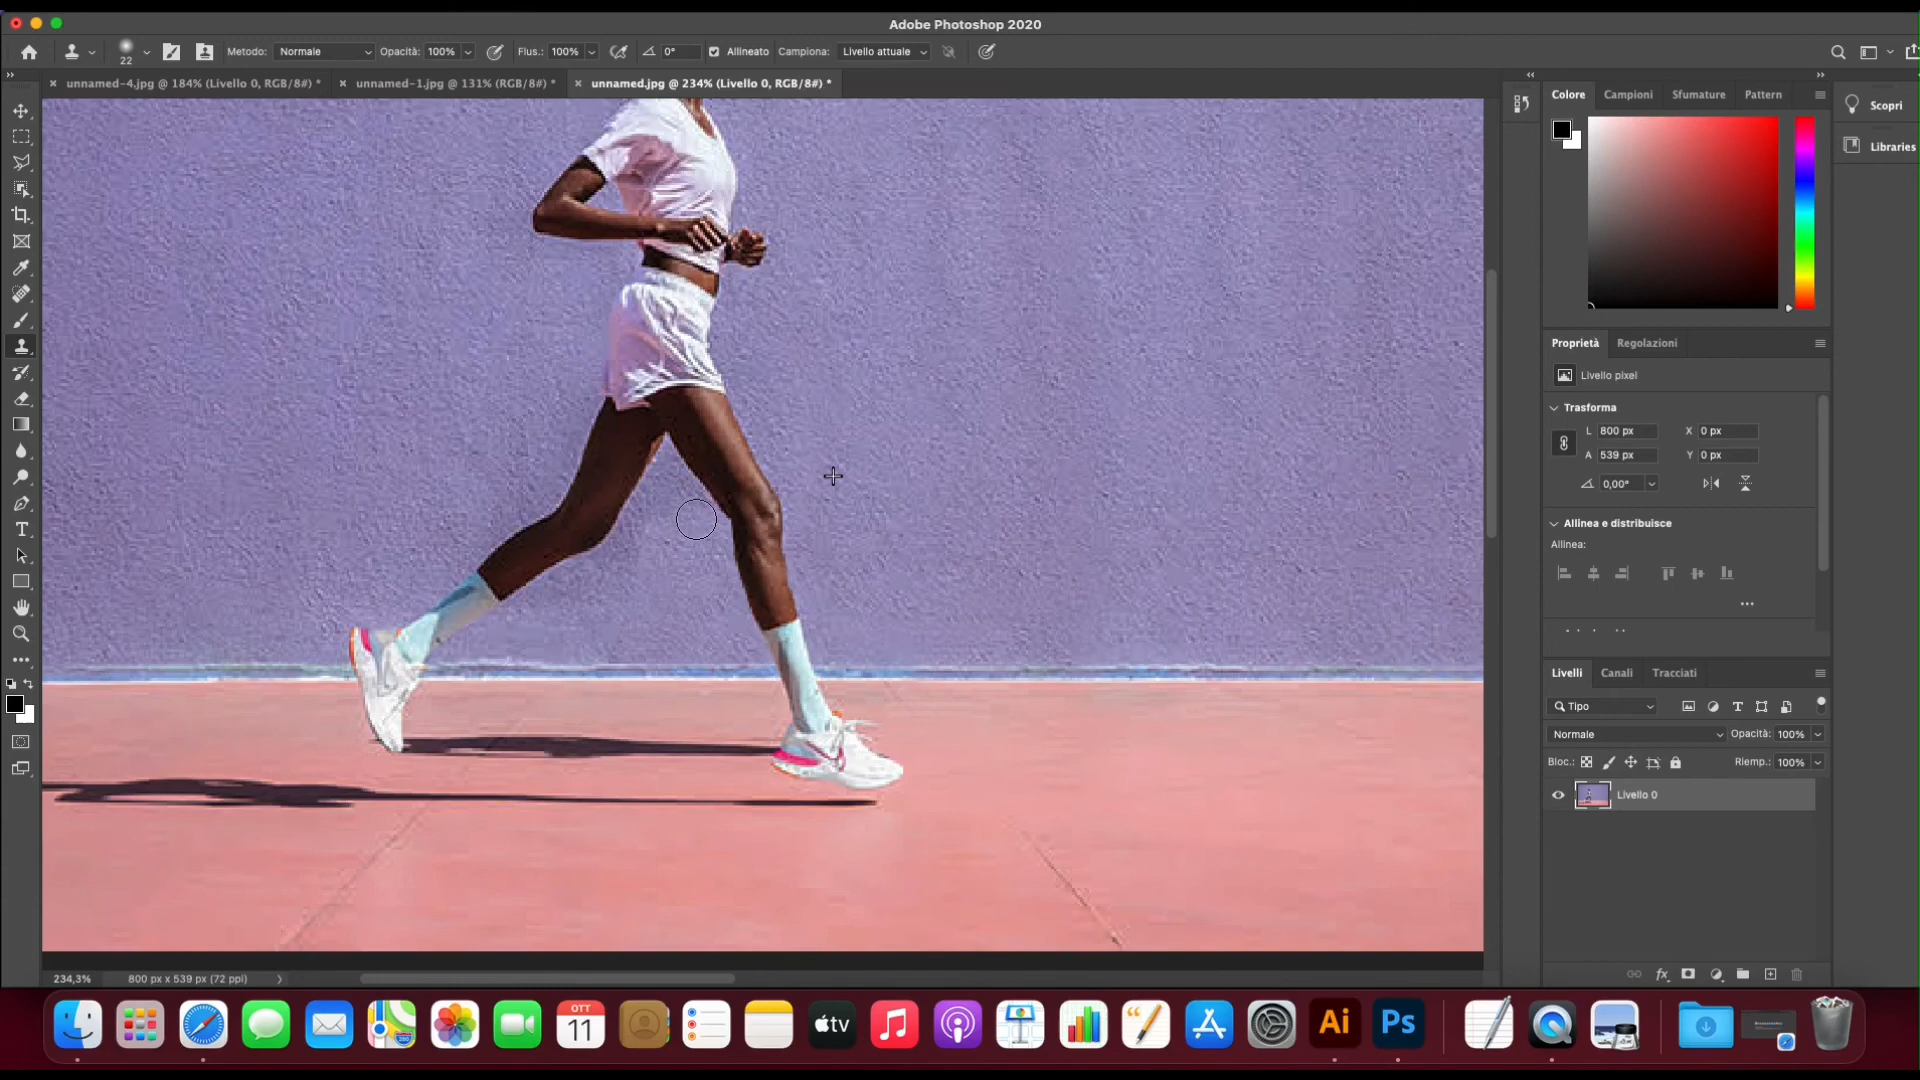 Adobe Photoshop 2020
22
Metodo: Normale Opacità: 100% Flus.: 100% 0° Allineato Campiona: Livello attuale
unnamed-4.jpg @ 184% (Livello 0, RGB/8#) *
unnamed-1.jpg @ 131% (RGB/8#) *
unnamed.jpg @ 234% (Livello 0, RGB/8#) *
Colore Campioni Sfumature Pattern
Scopri
Libraries
Proprietà Regolazioni
Livello pixel
Trasforma
L 800 px X 0 px
A 539 px Y 0 px
0,00°
Allinea e distribuisce
Allinea:
Livelli Canali Tracciati
Tipo
Normale Opacità: 100%
Bloc.: Riemp.: 100%
Livello 0
fx
234,3% 800 px x 539 px (72 ppi)
OTT
11
tv
Ai
Ps
280